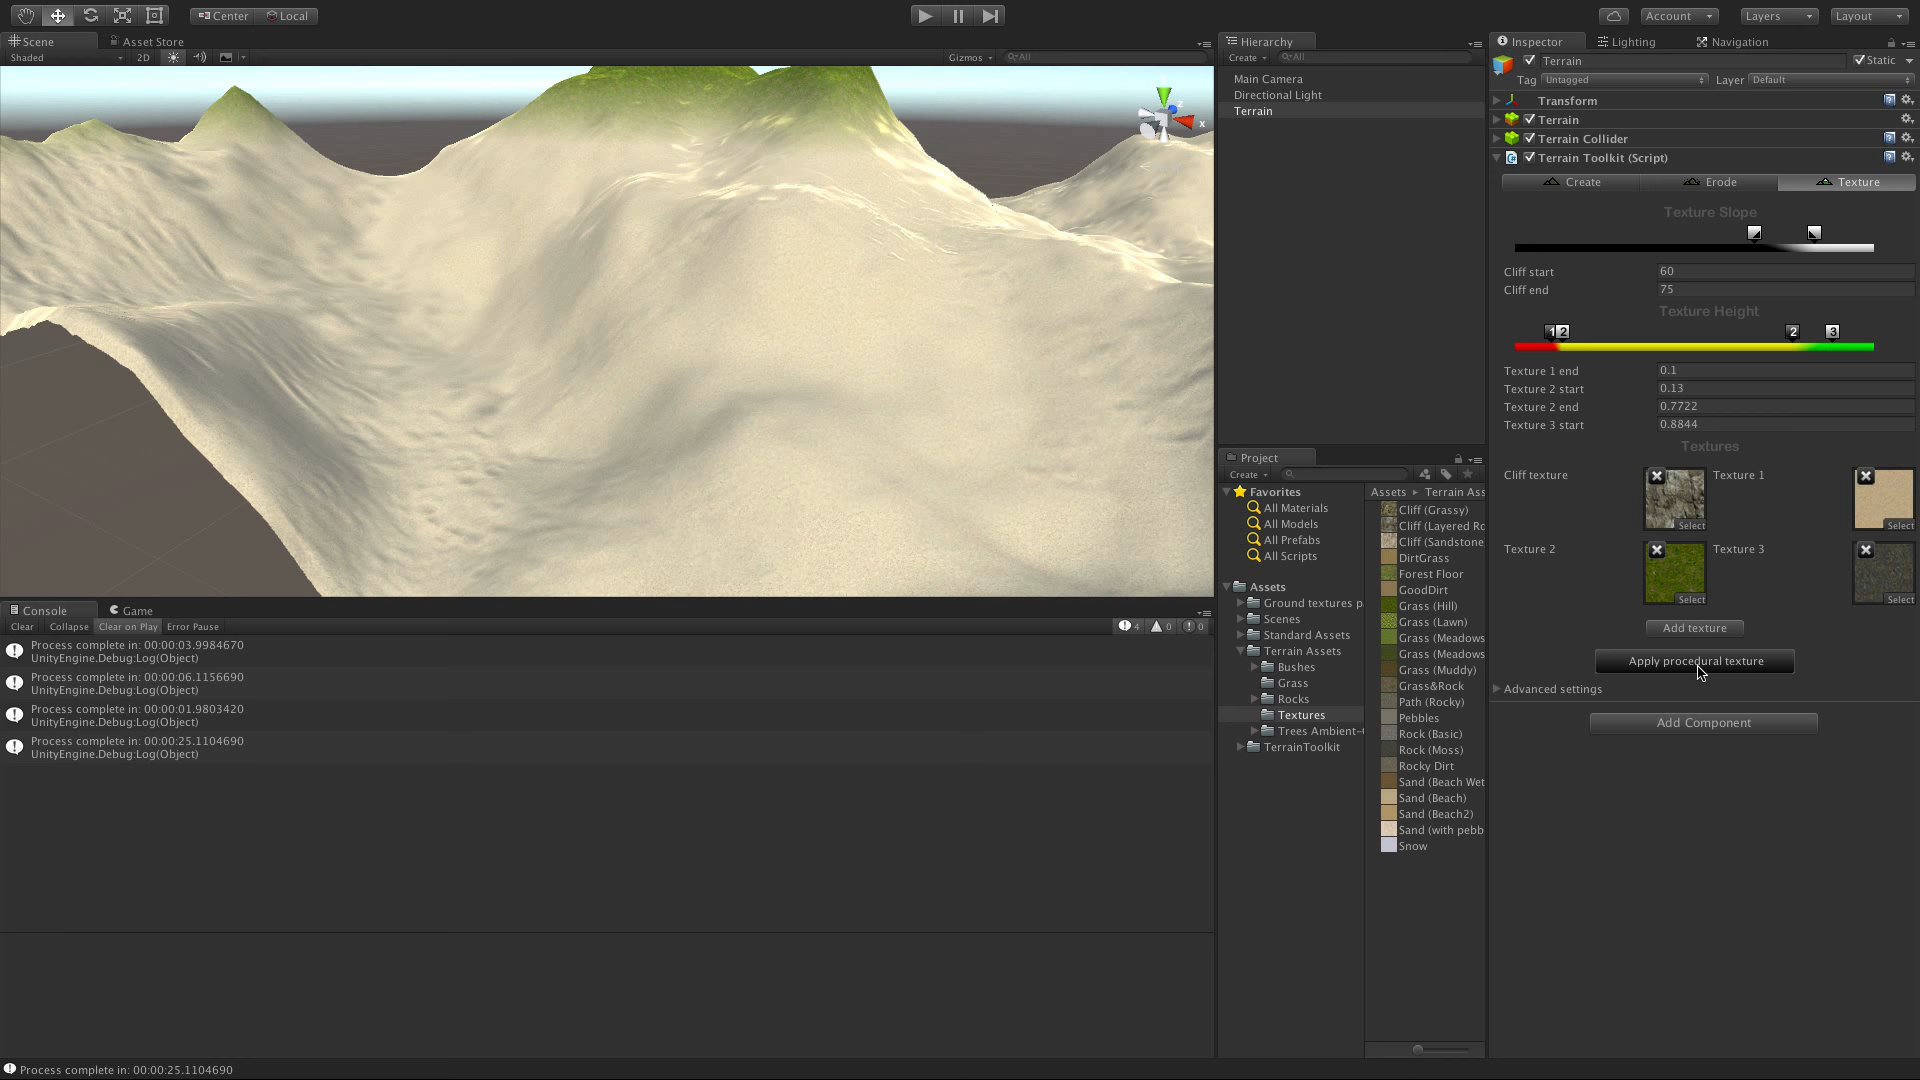 Center
Local
Account
Layers
Layout
Scene
Asset Store
Shaded
2D
Gizmos
All
x
z
Hierarchy
Create
All
Main Camera
Directional Light
Terrain
Project
Create
Favorites
All Materials
All Models
All Prefabs
All Scripts
Assets
Ground textures p
Scenes
Standard Assets
Terrain Assets
Bushes
Grass
Rocks
Textures
Trees Ambient-
TerrainToolkit
Assets ▸ Terrain Ass
Cliff (Grassy)
Cliff (Layered Rc
Cliff (Sandstone
DirtGrass
Forest Floor
GoodDirt
Grass (Hill)
Grass (Lawn)
Grass (Meadows
Grass (Meadows
Grass (Muddy)
Grass&Rock
Path (Rocky)
Pebbles
Rock (Basic)
Rock (Moss)
Rocky Dirt
Sand (Beach Wet
Sand (Beach)
Sand (Beach2)
Sand (with pebb
Snow
Inspector
Lighting
Navigation
Terrain
Static
Tag Untagged
Layer Default
Transform
Terrain
Terrain Collider
Terrain Toolkit (Script)
Create
Erode
Texture
Texture Slope
Cliff start 60
Cliff end 75
Texture Height
1 2 2 3
Texture 1 end 0.1
Texture 2 start 0.13
Texture 2 end 0.7722
Texture 3 start 0.8844
Textures
Cliff texture
Select
Texture 1
Select
Texture 2
Select
Texture 3
Select
Add texture
Apply procedural texture
Advanced settings
Add Component
Console
Game
Clear
Collapse
Clear on Play
Error Pause
4
0
0
Process complete in: 00:00:03.9984670
UnityEngine.Debug:Log(Object)
Process complete in: 00:00:06.1156690
UnityEngine.Debug:Log(Object)
Process complete in: 00:00:01.9803420
UnityEngine.Debug:Log(Object)
Process complete in: 00:00:25.1104690
UnityEngine.Debug:Log(Object)
Process complete in: 00:00:25.1104690